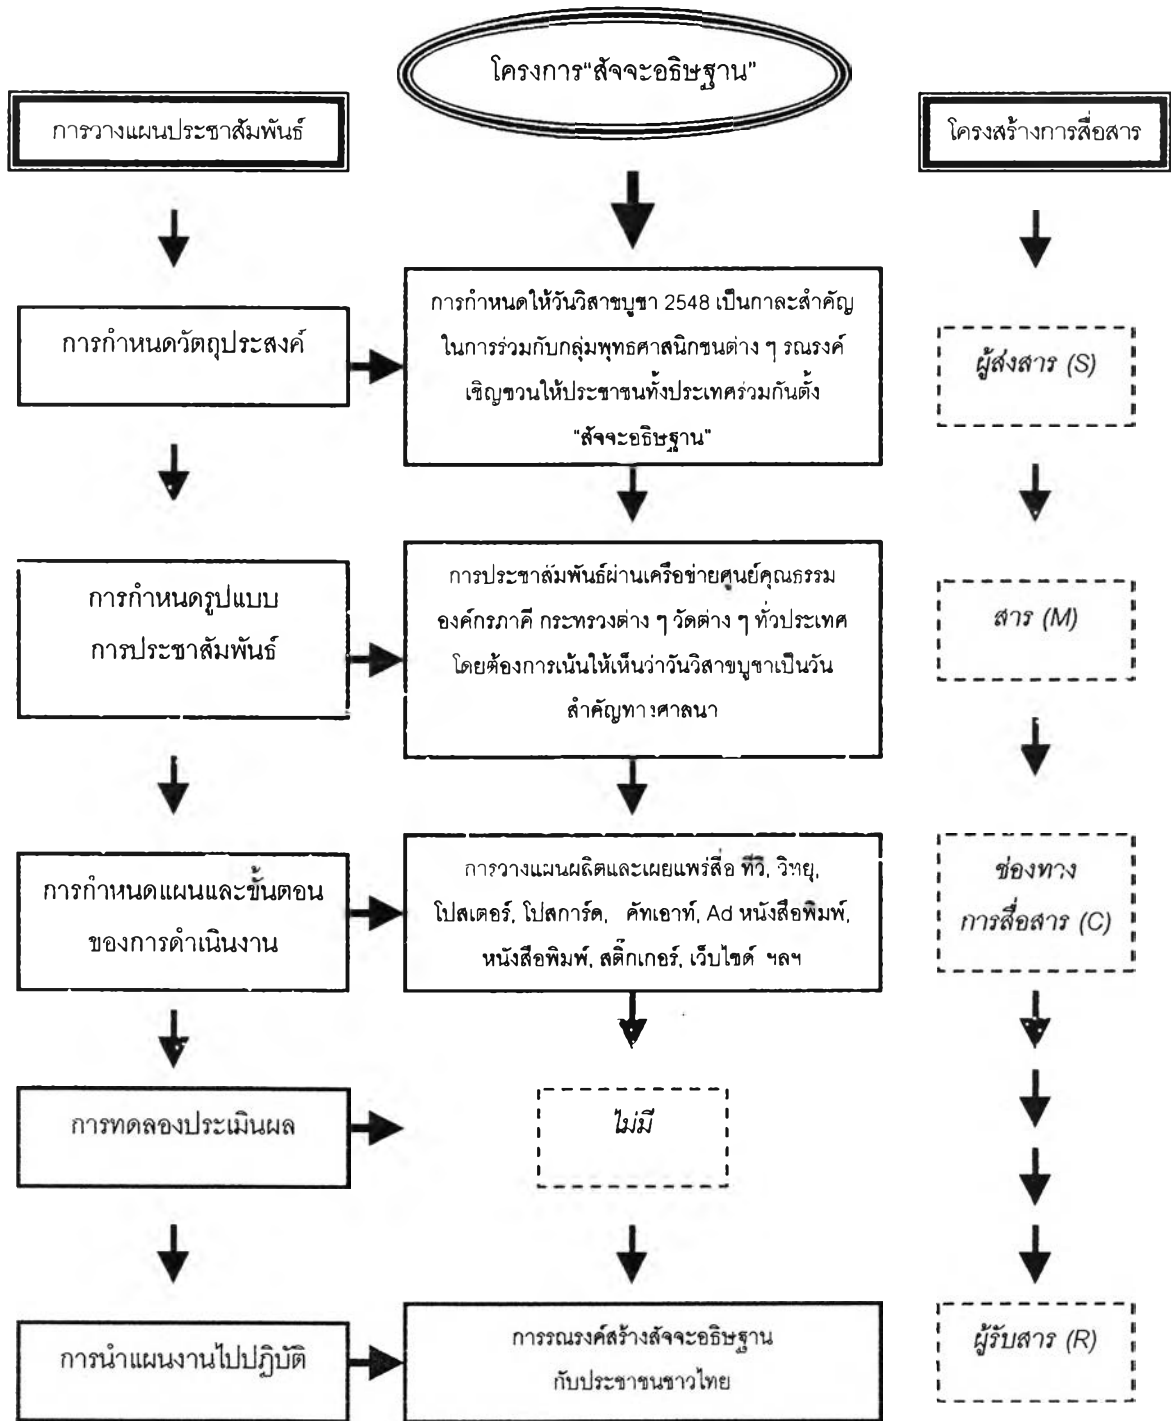 โครงการ“สัจจะอธิษฐาน”
การวางแผนประชาสัมพันธ์
โครงสร้างการสื่อสาร
การกำหนดวัตถุประสงค์
การกำหนดให้วันวิสาขบูชา 2548 เป็นกาละสำคัญ
ในการร่วมกับกลุ่มพุทธศาสนิกชนต่าง ๆ รณรงค์
เชิญชวนให้ประชาชนทั้งประเทศร่วมกันตั้ง
"สัจจะอธิษฐาน"
ผู้ส่งสาร (S)
การกำหนดรูปแบบ
การประชาสัมพันธ์
การประชาสัมพันธ์ผ่านเครือข่ายศูนย์คุณธรรม
องค์กรภาคี กระทรวงต่าง ๆ วัดต่าง ๆ ทั่วประเทศ
โดยต้องการเน้นให้เห็นว่าวันวิสาขบูชาเป็นวัน
สำคัญทางศาสนา
สาร (M)
การกำหนดแผนและขั้นตอน
ของการดำเนินงาน
การวางแผนผลิตและเผยแพร่สื่อ ทีวี, วิทยุ,
โปสเตอร์, โปสการ์ด, คัทเอาท์, Ad หนังสือพิมพ์,
หนังสือพิมพ์, สติ๊กเกอร์, เว็บไซด์ ฯลฯ
ช่องทาง
การสื่อสาร (C)
การทดลองประเมินผล
ไม่มี
การนำแผนงานไปปฏิบัติ
การรณรงค์สร้างสัจจะอธิษฐาน
กับประชาชนชาวไทย
ผู้รับสาร (R)